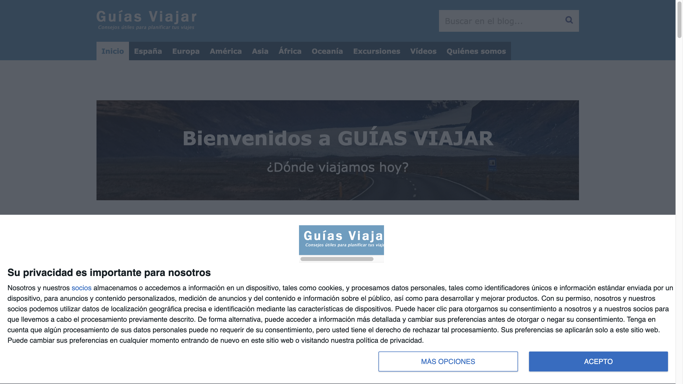 Guías Viajar
Consejos útiles para planificar tus viajes
Buscar en el blog...
Inicio España Europa América Asia África Oceanía Excursiones Videos Quiénes somos
Bienvenidos a GUÍAS VIAJAR
¿Dónde viajamos hoy?
Guías Viaja
Consejos útiles para planificar tus viaj
Su privacidad es importante para nosotros
Nosotros y nuestros socios almacenamos o accedemos a información en un dispositivo, tales como cookies, y procesamos datos personales, tales como identificadores únicos e información estándar enviada por un
dispositivo, para anuncios y contenido personalizados, medición de anuncios y del contenido e información sobre el público, así como para desarrollar y mejorar productos. Con su permiso, nosotros y nuestros
socios podemos utilizar datos de localización geográfica precisa e identificación mediante las características de dispositivos. Puede hacer clic para otorgarnos su consentimiento a nosotros y a nuestros socios para
que llevemos a cabo el procesamiento previamente descrito. De forma alternativa, puede acceder a información más detallada y cambiar sus preferencias antes de otorgar o negar su consentimiento. Tenga en
cuenta que algún procesamiento de sus datos personales puede no requerir de su consentimiento, pero usted tiene el derecho de rechazar tal procesamiento. Sus preferencias se aplicarán solo a este sitio web.
Puede cambiar sus preferencias en cualquier momento entrando de nuevo en este sitio web o visitando nuestra política de privacidad.
MÁS OPCIONES
ACEPTO